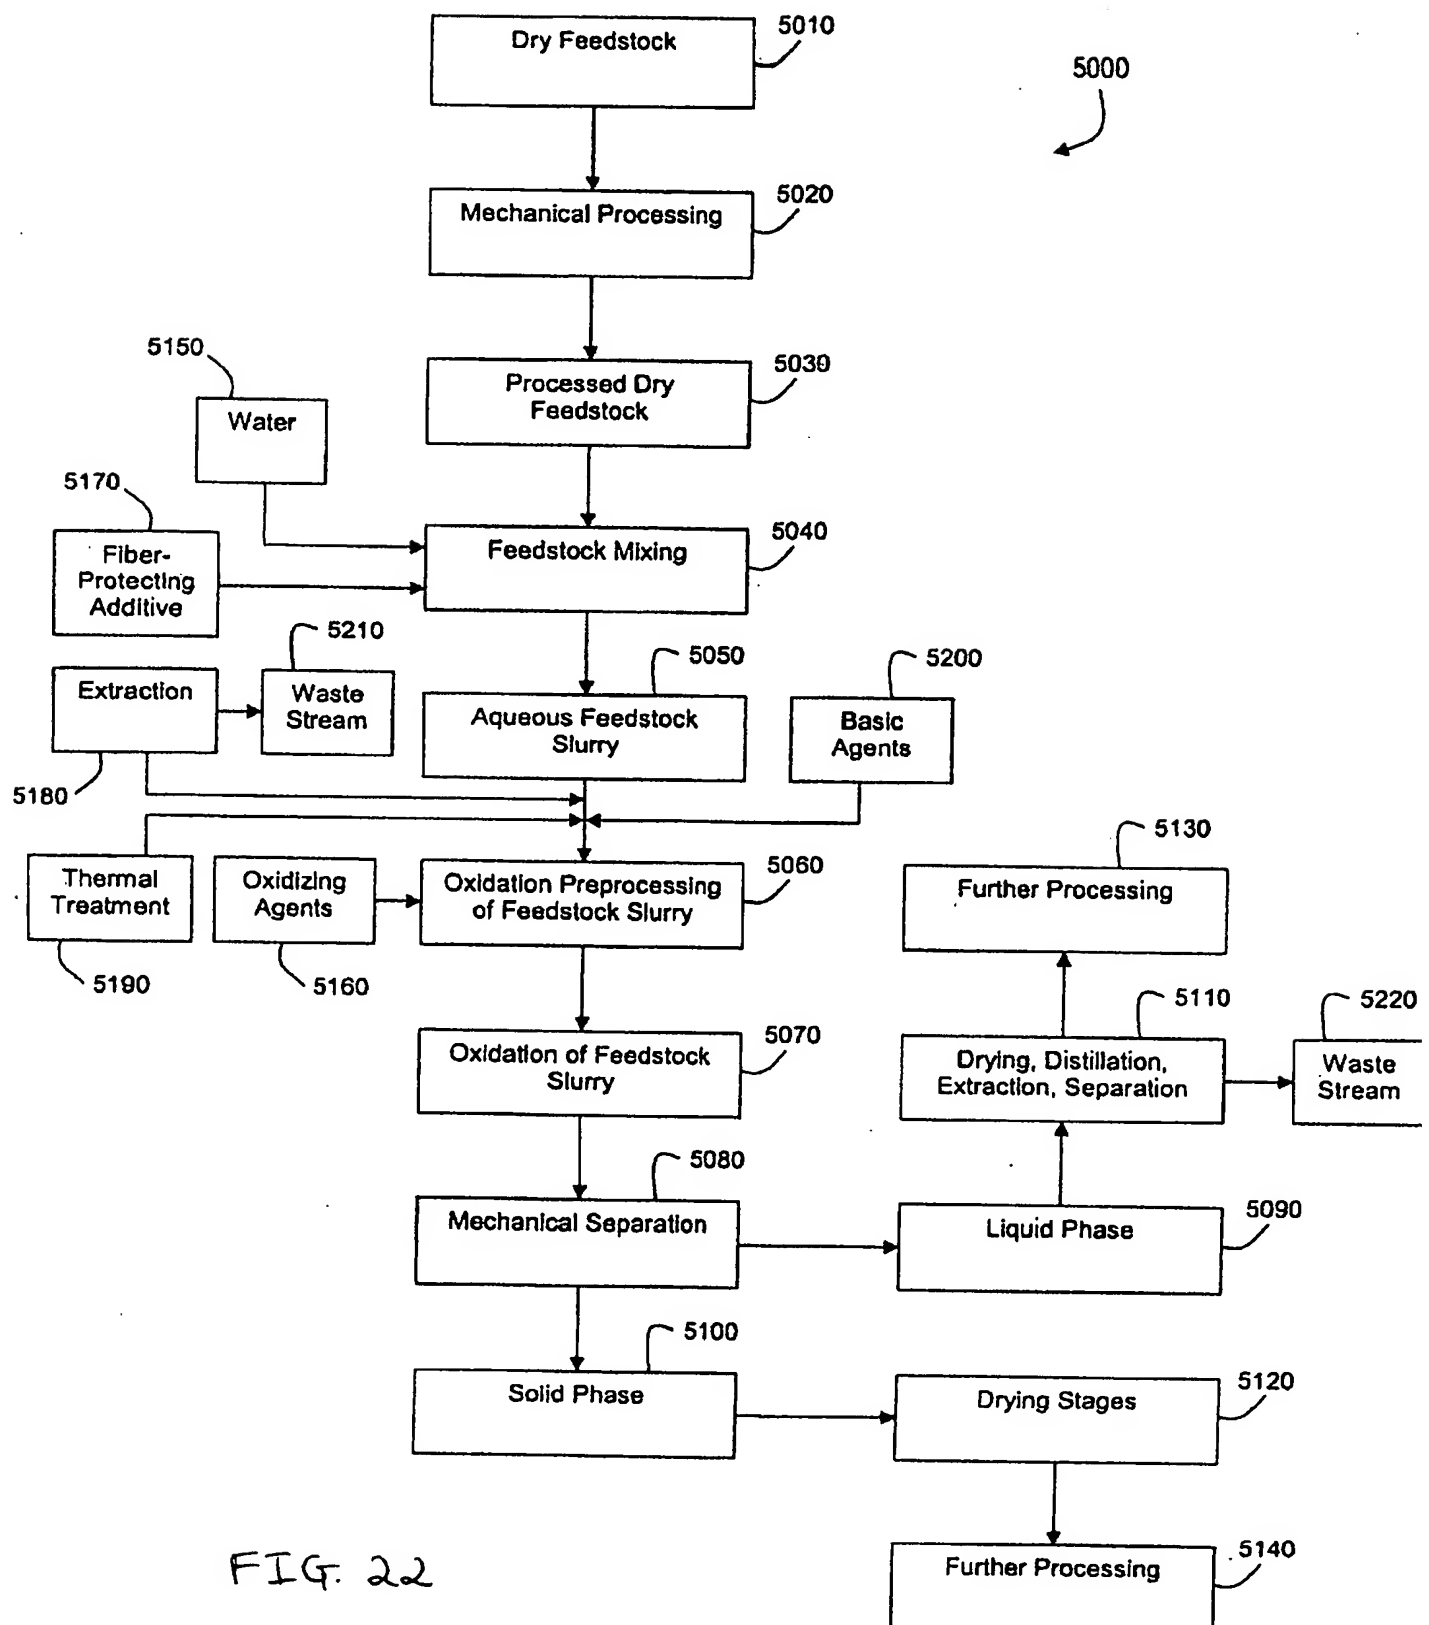 5010
Dry Feedstock
5000
5020
Mechanical Processing
5150
5030
Processed Dry
Feedstock
Water
5170
5040
Fiber-
Protecting
Additive
Feedstock Mixing
5210
5050
5200
Extraction
Waste
Stream
Aqueous Feedstock
Slurry
Basic
Agents
5180
5130
Thermal
Treatment
Oxidizing
Agents
5060
Oxidation Preprocessing
of Feedstock Slurry
Further Processing
5190
5160
5110
5220
5070
Oxidation of Feedstock
Slurry
Drying, Distillation,
Extraction, Separation
Waste
Stream
5080
Mechanical Separation
Liquid Phase
5090
5100
Solid Phase
Drying Stages
5120
FIG. 22
5140
Further Processing